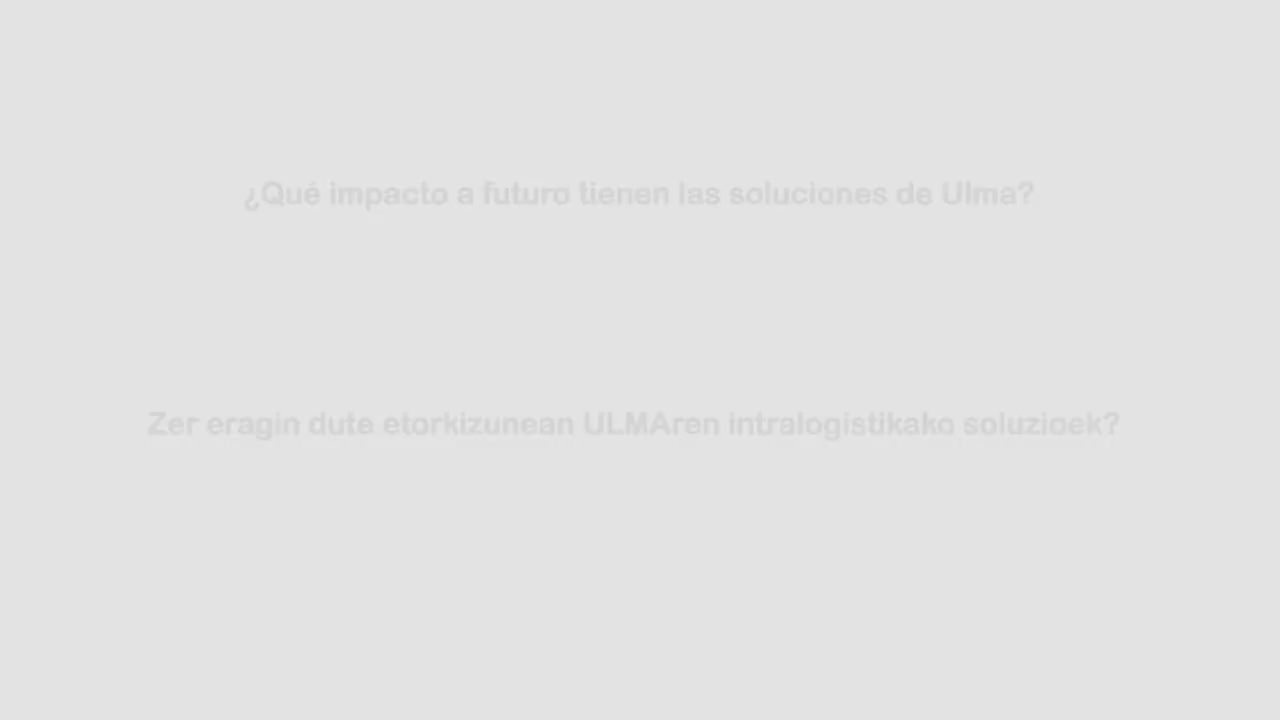 ¿Qué impacto a futuro tienen las soluciones de Ulma?
Zer eragin dute etorkizunean ULMAren intralogistikako soluzioek?